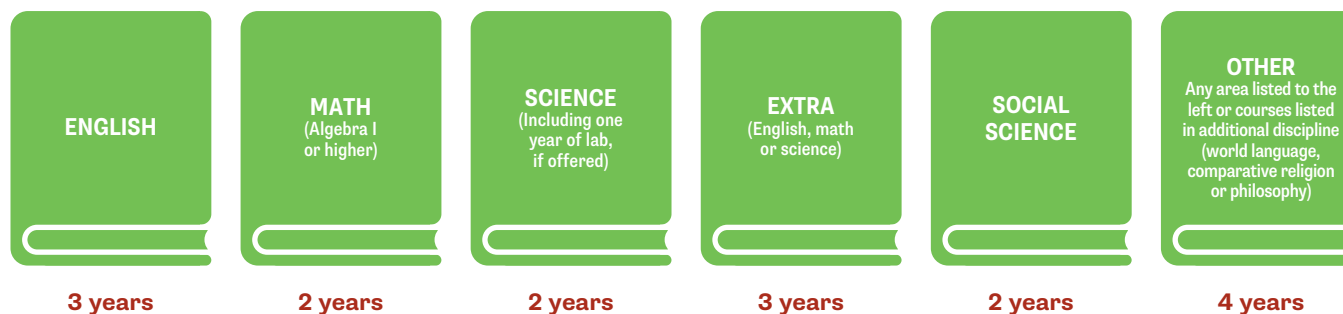 ENGLISH
3 years
MATH
(Algebra I
or higher)
2 years
SCIENCE
(Including one
year of lab,
if offered)
2 years
EXTRA
(English, math
or science)
3 years
SOCIAL
SCIENCE
2 years
OTHER
Any area listed to the
left or courses listed
in additional discipline
(world language,
comparative religion
or philosophy)
4 years